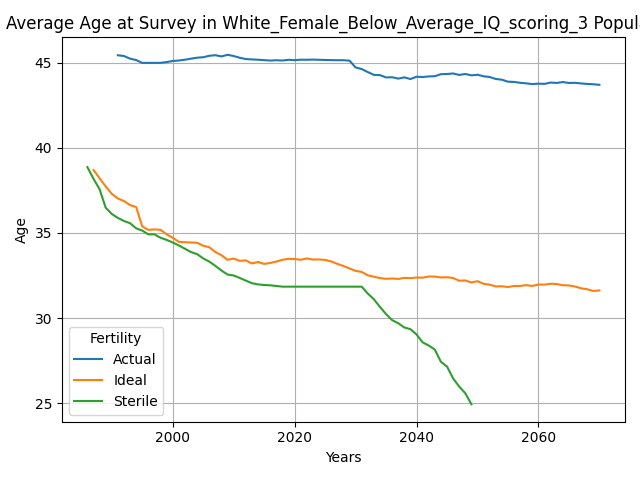 Average Age at Survey in White_Female_Below_Average_IQ_scoring_3 Popul
45
40
35
30
25
Age
Fertility
Actual
Ideal
Sterile
2000 2020 2040 2060
Years